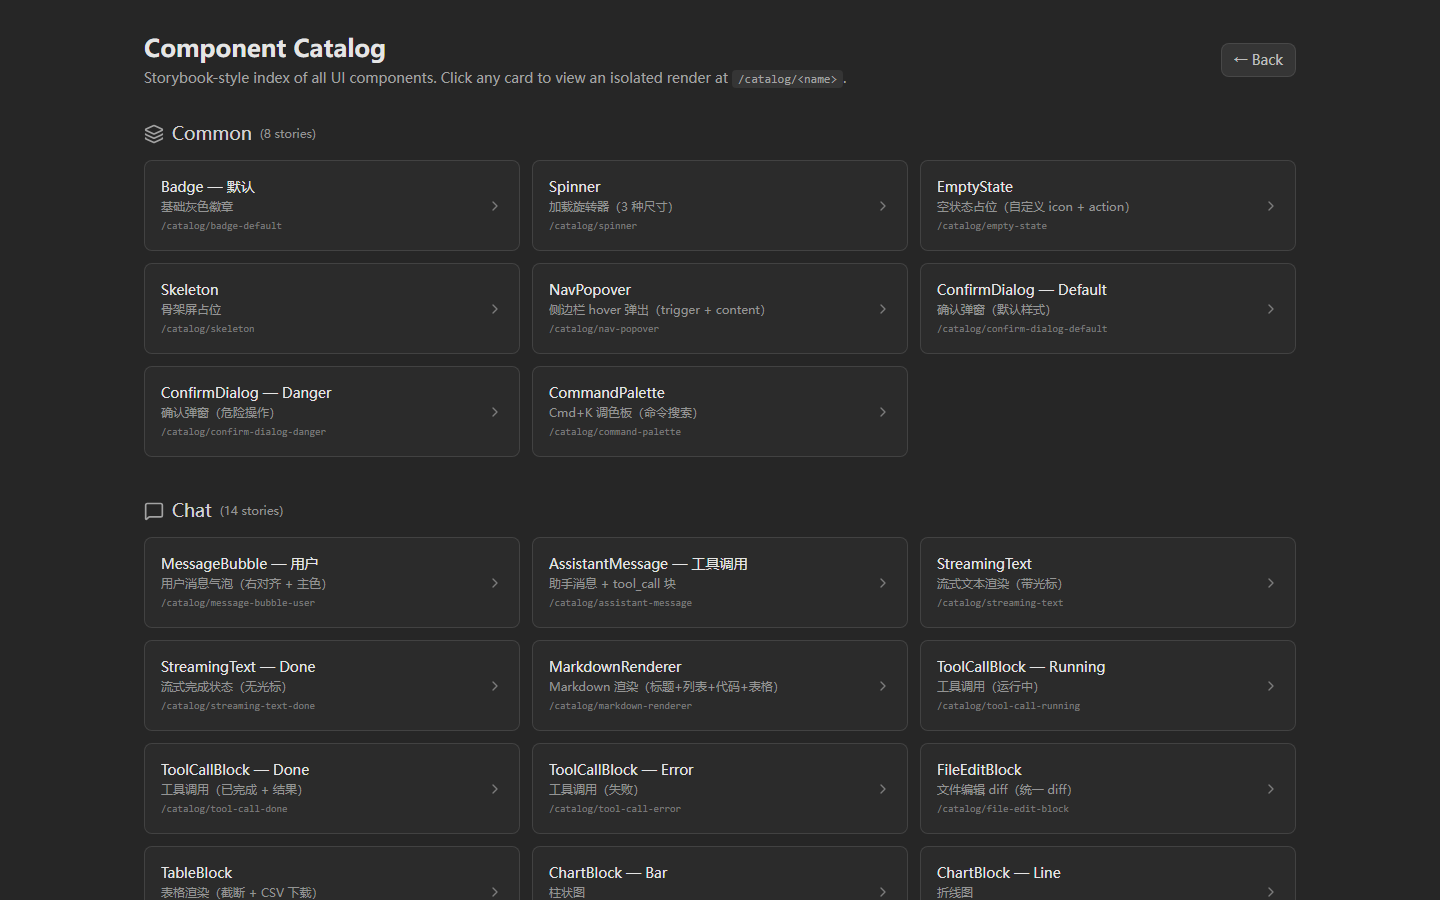 Component Catalog
Storybook-style index of all UI components. Click any card to view an isolated render at /catalog/<name>.
← Back
Common (8 stories)
Badge — 默认
基础灰色徽章
/catalog/badge-default
Spinner
加载旋转器（3 种尺寸）
/catalog/spinner
EmptyState
空状态占位（自定义 icon + action）
/catalog/empty-state
Skeleton
骨架屏占位
/catalog/skeleton
NavPopover
侧边栏 hover 弹出（trigger + content）
/catalog/nav-popover
ConfirmDialog — Default
确认弹窗（默认样式）
/catalog/confirm-dialog-default
ConfirmDialog — Danger
确认弹窗（危险操作）
/catalog/confirm-dialog-danger
CommandPalette
Cmd+K 调色板（命令搜索）
/catalog/command-palette
Chat (14 stories)
MessageBubble — 用户
用户消息气泡（右对齐 + 主色）
/catalog/message-bubble-user
AssistantMessage — 工具调用
助手消息 + tool_call 块
/catalog/assistant-message
StreamingText
流式文本渲染（带光标）
/catalog/streaming-text
StreamingText — Done
流式完成状态（无光标）
/catalog/streaming-text-done
MarkdownRenderer
Markdown 渲染（标题+列表+代码+表格）
/catalog/markdown-renderer
ToolCallBlock — Running
工具调用（运行中）
/catalog/tool-call-running
ToolCallBlock — Done
工具调用（已完成 + 结果）
/catalog/tool-call-done
ToolCallBlock — Error
工具调用（失败）
/catalog/tool-call-error
FileEditBlock
文件编辑 diff（统一 diff）
/catalog/file-edit-block
TableBlock
表格渲染（截断 + CSV 下载）
ChartBlock — Bar
柱状图
ChartBlock — Line
折线图